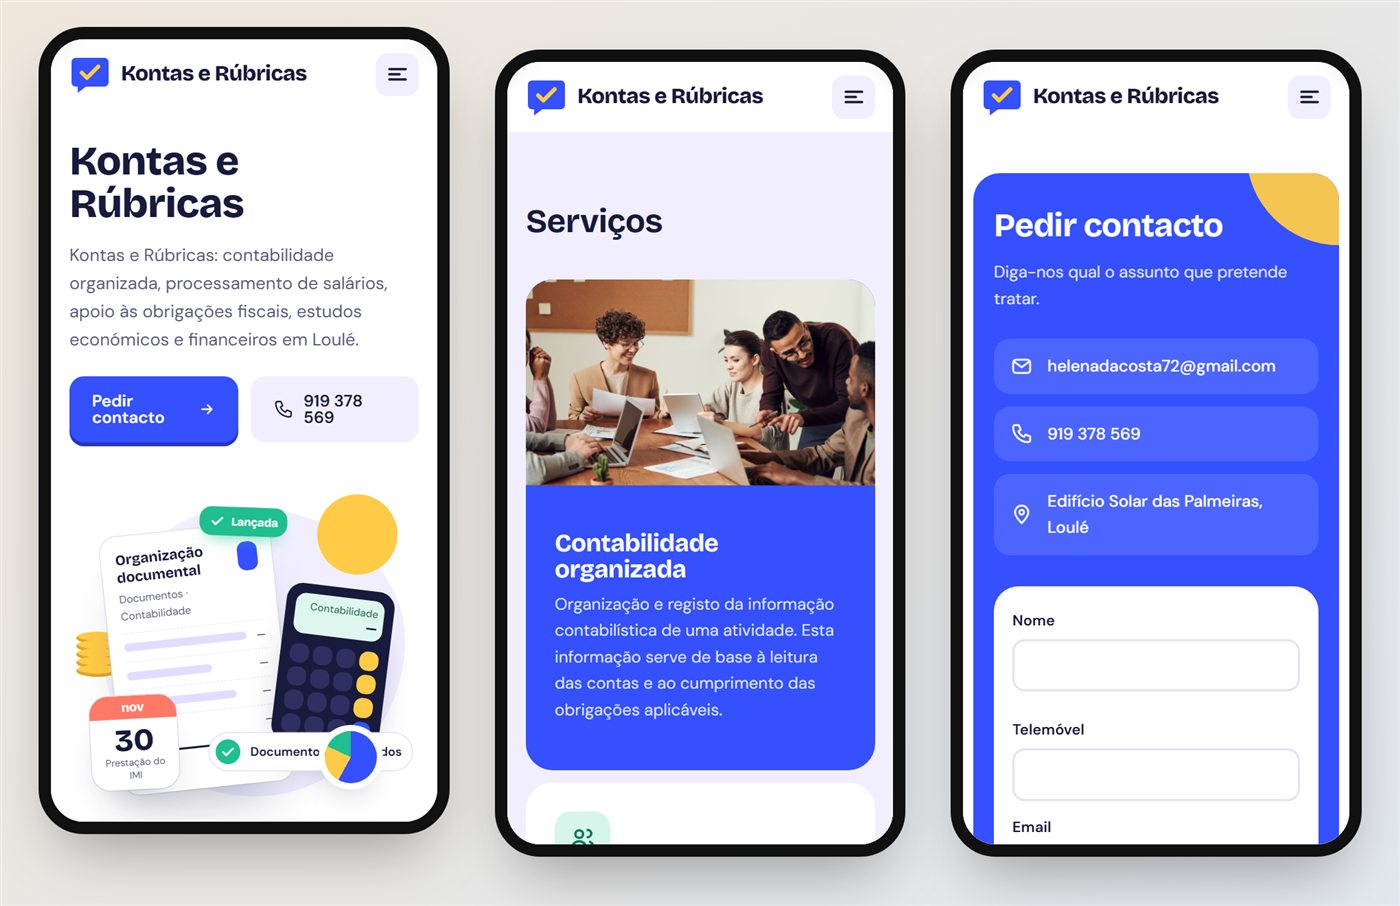 Kontas e Rúbricas
Kontas e
Rúbricas
Kontas e Rúbricas: contabilidade
organizada, processamento de salários,
apoio às obrigações fiscais, estudos
económicos e financeiros em Loulé.
Pedir
contacto
919 378
569
Lançada
Organização
documental
Documentos ·
Contabilidade
Contabilidade
nov
30
Prestação do
IMI
Kontas e Rúbricas
Serviços
Contabilidade
organizada
Organização e registo da informação
contabilística de uma atividade. Esta
informação serve de base à leitura
das contas e ao cumprimento das
obrigações aplicáveis.
Kontas e Rúbricas
Pedir contacto
Diga-nos qual o assunto que pretende
tratar.
helenadacosta72@gmail.com
919 378 569
Edifício Solar das Palmeiras,
Loulé
Nome
Telemóvel
Email